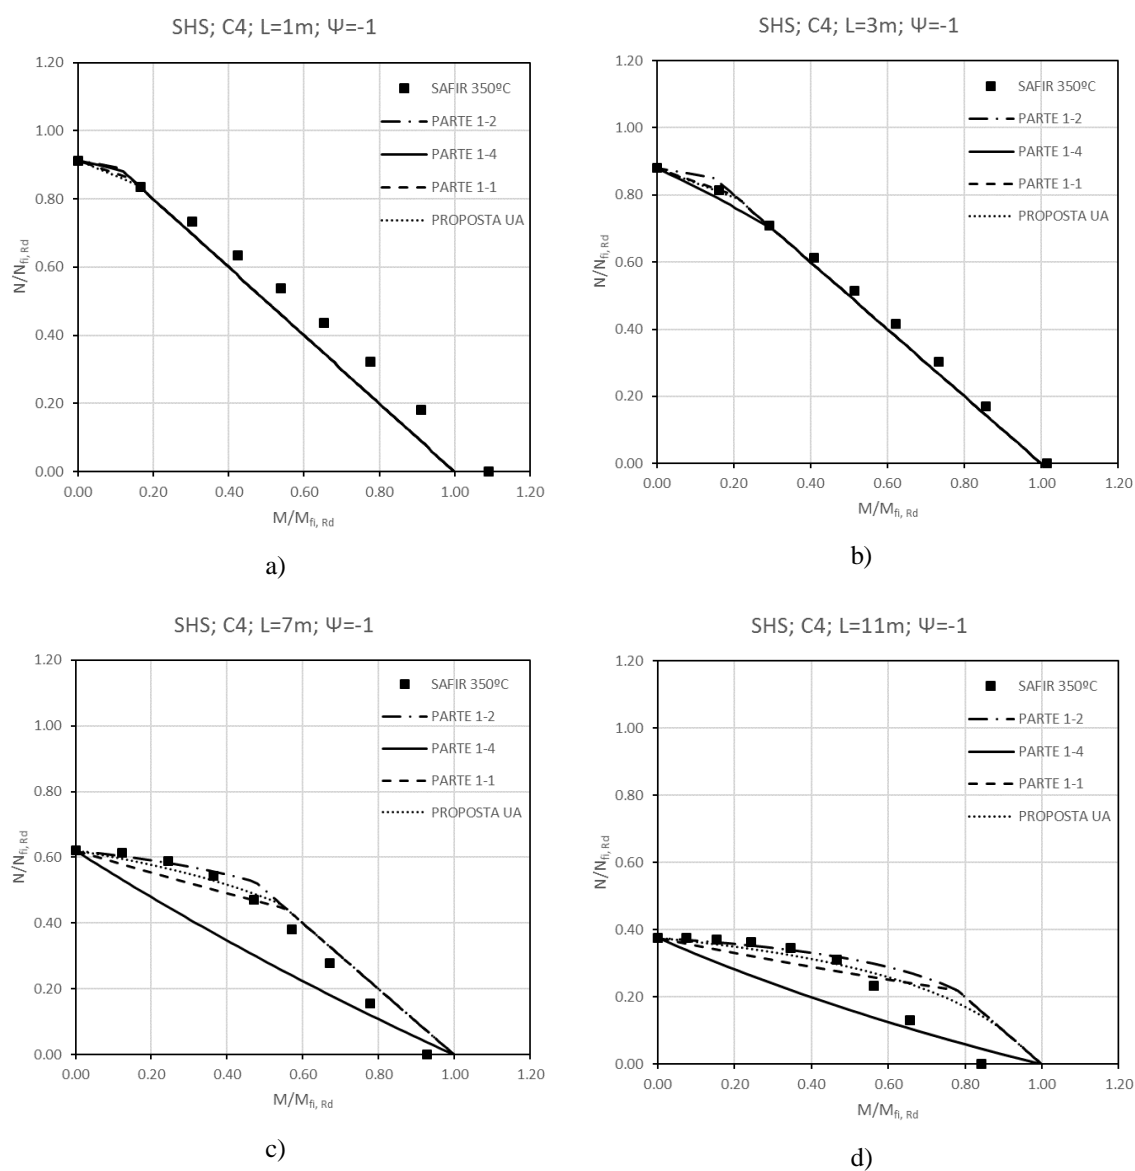 SHS; C4, L=1m; Ψ=-1
1.20
1.00
0.80
0.60
0.40
0.20
0.00
N/Nfi, Rd
SAFIR 350ºC
PARTE 1-2
PARTE 1-4
PARTE 1-1
PROPOSTA UA
0.00 0.20 0.40 0.60 0.80 1.00 1.20
M/Mfi, Rd
a)
SHS; C4, L=3m; Ψ=-1
1.20
1.00
0.80
0.60
0.40
0.20
0.00
N/Nfi, Rd
SAFIR 350ºC
PARTE 1-2
PARTE 1-4
PARTE 1-1
PROPOSTA UA
0.00 0.20 0.40 0.60 0.80 1.00 1.20
M/Mfi, Rd
b)
SHS; C4, L=7m; Ψ=-1
1.20
1.00
0.80
0.60
0.40
0.20
0.00
N/Nfi, Rd
SAFIR 350ºC
PARTE 1-2
PARTE 1-4
PARTE 1-1
PROPOSTA UA
0.00 0.20 0.40 0.60 0.80 1.00 1.20
M/Mfi, Rd
c)
SHS; C4, L=11m; Ψ=-1
1.20
1.00
0.80
0.60
0.40
0.20
0.00
N/Nfi, Rd
SAFIR 350ºC
PARTE 1-2
PARTE 1-4
PARTE 1-1
PROPOSTA UA
0.00 0.20 0.40 0.60 0.80 1.00 1.20
M/Mfi, Rd
d)